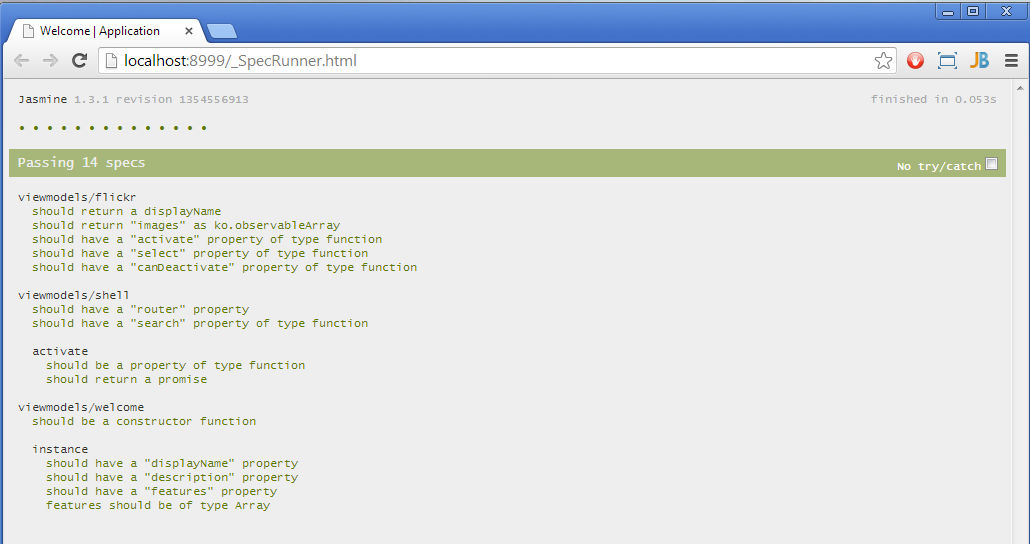 Welcome | Application
localhost:8999/_SpecRunner.html
JB
Jasmine 1.3.1 revision 1354556913 finished in 0.053s
Passing 14 specs No try/catch
viewmodels/flickr
should return a displayName
should return "images" as ko.observableArray
should have a "activate" property of type function
should have a "select" property of type function
should have a "canDeactivate" property of type function
viewmodels/shell
should have a "router" property
should have a "search" property of type function
activate
should be a property of type function
should return a promise
viewmodels/welcome
should be a constructor function
instance
should have a "displayName" property
should have a "description" property
should have a "features" property
features should be of type Array